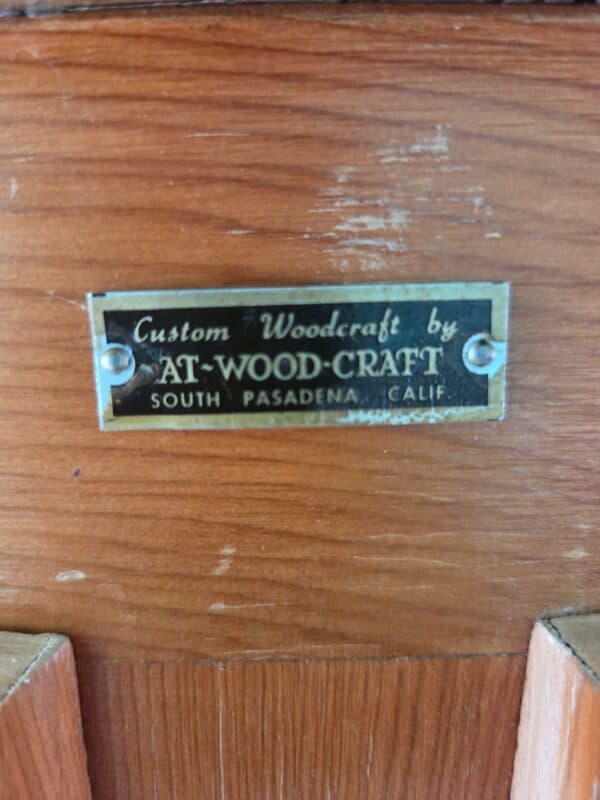 Custom Woodcraft by
AT~WOOD-CRAFT
SOUTH PASADENA, CALIF.